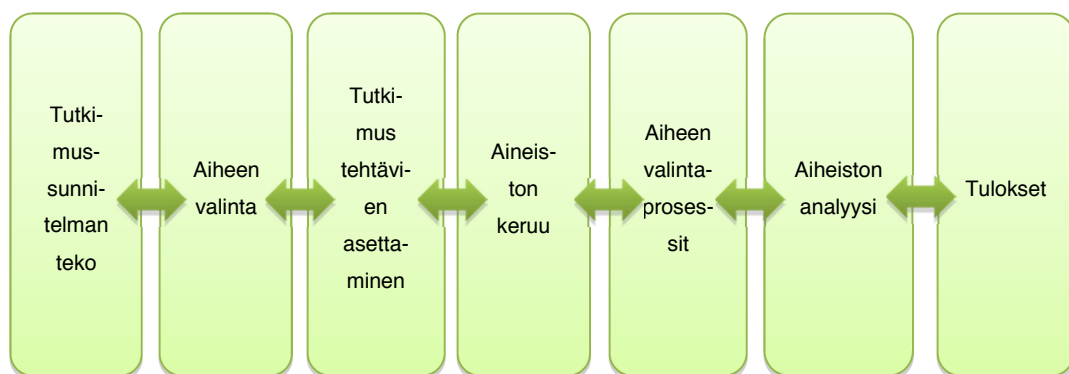 Tutki-
mus-
sunni-
telman
teko
Aiheen
valinta
Tutki-
mus
tehtävi-
en
asetta-
minen
Aineis-
ton
keruu
Aiheen
valinta-
proses-
sit
Aiheiston
analyysi
Tulokset